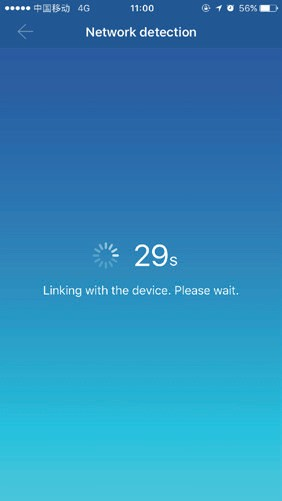 中国移动 4G 11:00 56%
Network detection
29s
Linking with the device. Please wait.